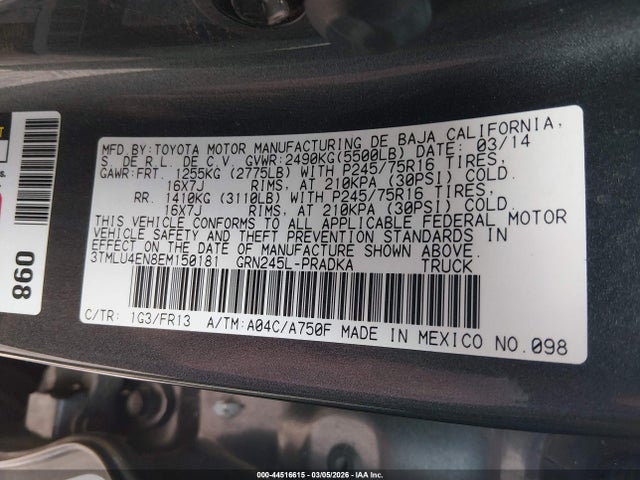 MFD.BY:TOYOTA MOTOR MANUFACTURING DE BAJA CALIFORNIA,
S. DE R.L. DE C.V. GVWR:2490KG(5500LB) DATE: 03/14
GAWR:FRT. 1255KG (2775LB) WITH P245/75R16 TIRES,
16X7J RIMS, AT 210KPA (30PSI) COLD.
RR. 1410KG (3110LB) WITH P245/75R16 TIRES,
16X7J RIMS, AT 210KPA (30PSI) COLD.
THIS VEHICLE CONFORMS TO ALL APPLICABLE FEDERAL MOTOR
VEHICLE SAFETY AND THEFT PREVENTION STANDARDS IN
EFFECT ON THE DATE OF MANUFACTURE SHOWN ABOVE.
3TMLU4EN8EM150181 GRN245L-PRADKA TRUCK
C/TR: 1G3/FR13 A/TM:A04C/A750F MADE IN MEXICO NO.098
098
000-44516615 - 03/05/2026 - IAA Inc.